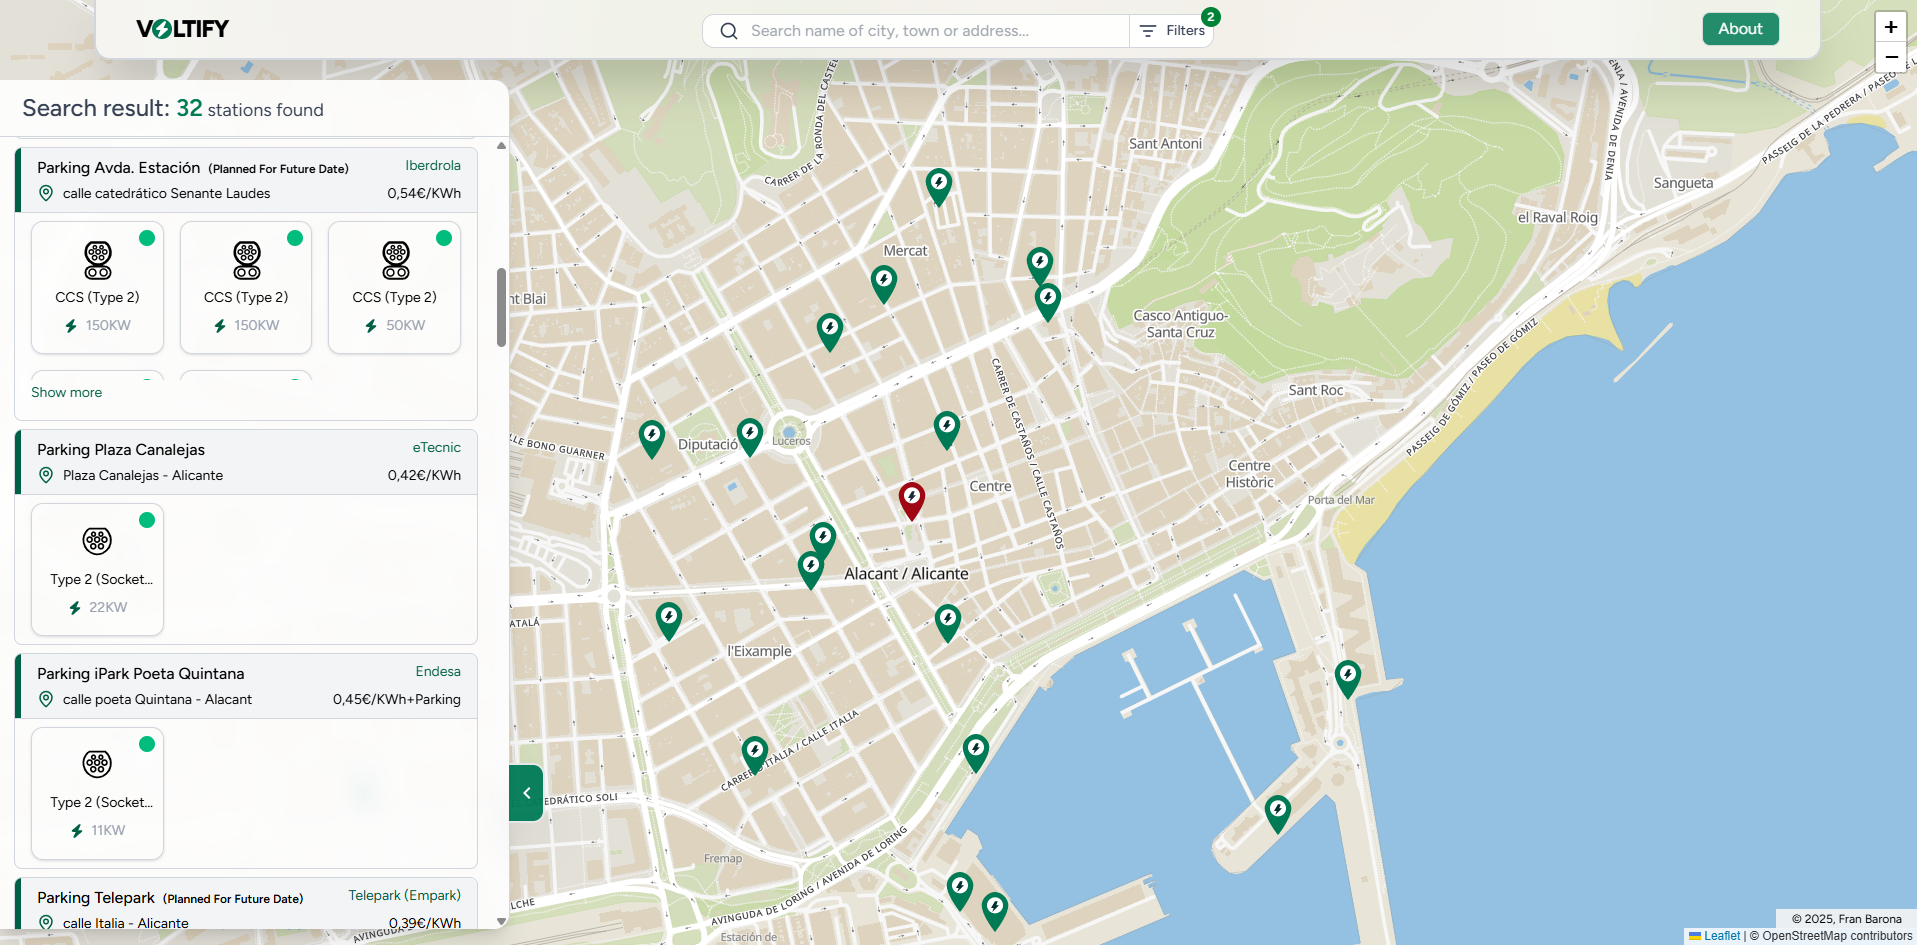 VOLTIFY
Search name of city, town or address...
Filters
2
About
+
−
Search result: 32 stations found
Parking Avda. Estación (Planned For Future Date)
Iberdrola
calle catedrático Senante Laudes
0,54€/KWh
CCS (Type 2)
150KW
CCS (Type 2)
150KW
CCS (Type 2)
50KW
Show more
Parking Plaza Canalejas
eTecnic
Plaza Canalejas - Alicante
0,42€/KWh
Type 2 (Socket...
22KW
Parking iPark Poeta Quintana
Endesa
calle poeta Quintana - Alacant
0,45€/KWh+Parking
Type 2 (Socket...
11KW
Parking Telepark (Planned For Future Date)
Telepark (Empark)
calle Italia - Alicante
0,39€/KWh
CARRER DE LA RONDA DEL CASTEL
Sant Antoni
AVENIDA DE DENIA
PASSEIG DE LA PEDRERA / PASEO DE L
Sangueta
el Raval Roig
Mercat
nt Blai
Casco Antiguo-
Santa Cruz
PASSEIG DE GÓMIZ / PASEO DE GÓMIZ
Sant Roc
CARRER DE CASTAÑOS / CALLE CASTAÑOS
LLE BONO GUARNER
Diputació
Luceros
Centre
Centre
Històric
Porta del Mar
Alacant / Alicante
ATALÁ
l'Eixample
CARRER D'ITÀLIA / CALLE ITALIA
EDRÁTICO SOLI
Fremap
AVINGUDA DE LORING / AVENIDA DE LORING
ELCHE
AVINGUDA
Estación de
© 2025, Fran Barona
Leaflet | © OpenStreetMap contributors